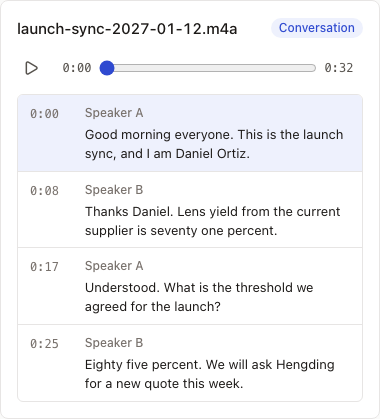 launch-sync-2027-01-12.m4a
Conversation
0:00
0:32
0:00
Speaker A
Good morning everyone. This is the launch
sync, and I am Daniel Ortiz.
0:08
Speaker B
Thanks Daniel. Lens yield from the current
supplier is seventy one percent.
0:17
Speaker A
Understood. What is the threshold we
agreed for the launch?
0:25
Speaker B
Eighty five percent. We will ask Hengding
for a new quote this week.